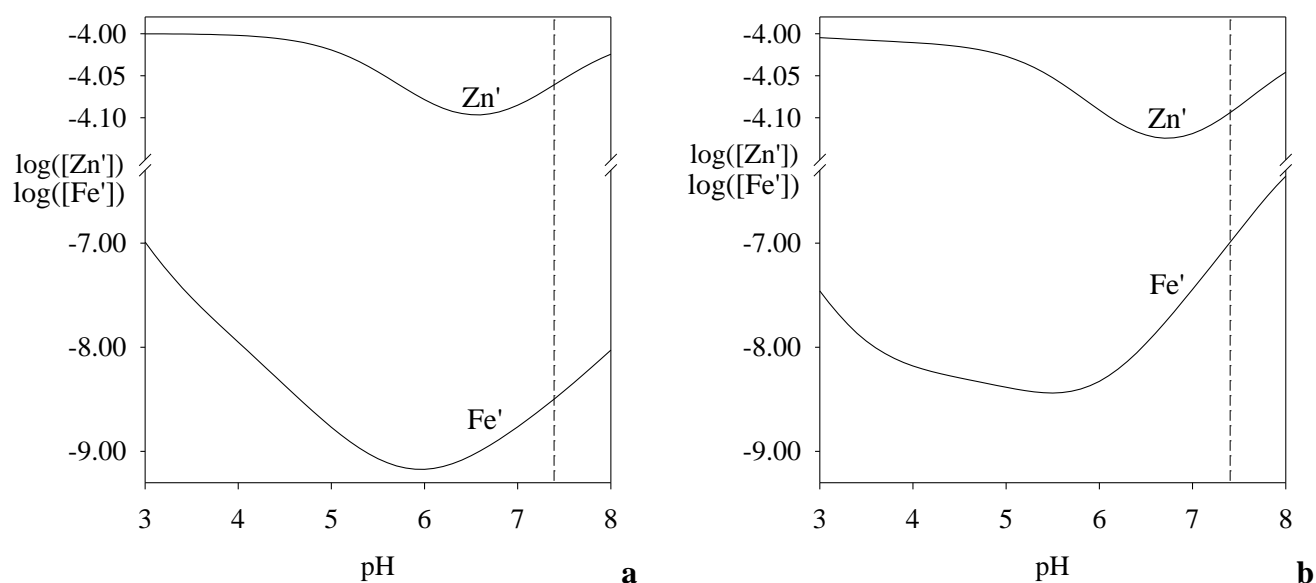 -4.00
-4.05
-4.10
Zn'
log([Zn'])
log([Fe'])
-7.00
-8.00
-9.00
Fe'
3 4 5 6 7 8
pH
a
-4.00
-4.05
-4.10
Zn'
log([Zn'])
log([Fe'])
-7.00
-8.00
-9.00
Fe'
3 4 5 6 7 8
pH
b